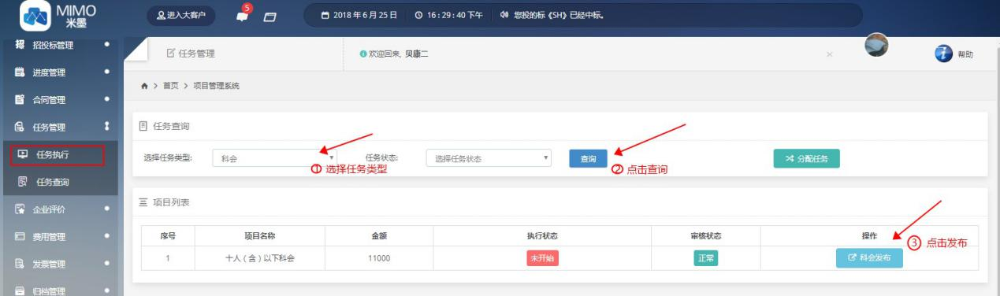 MIMO
米墨
进入大客户
5
2018 年 6 月 25 日
16 : 29 : 40 下午
您投的标《SH》已经中标。
招投标管理
进度管理
合同管理
任务管理
任务执行
任务查询
企业评价
费用管理
发票管理
归档管理
任务管理
欢迎回来, 贝康二
×
帮助
> 首页 > 项目管理系统
任务查询
选择任务类型: 科会 任务状态: 选择任务状态 查询 分配任务
① 选择任务类型
② 点击查询
项目列表
序号 项目名称 金额 执行状态 审核状态 操作
③ 点击发布
1 十人（含）以下科会 11000 未开始 正常 科会发布